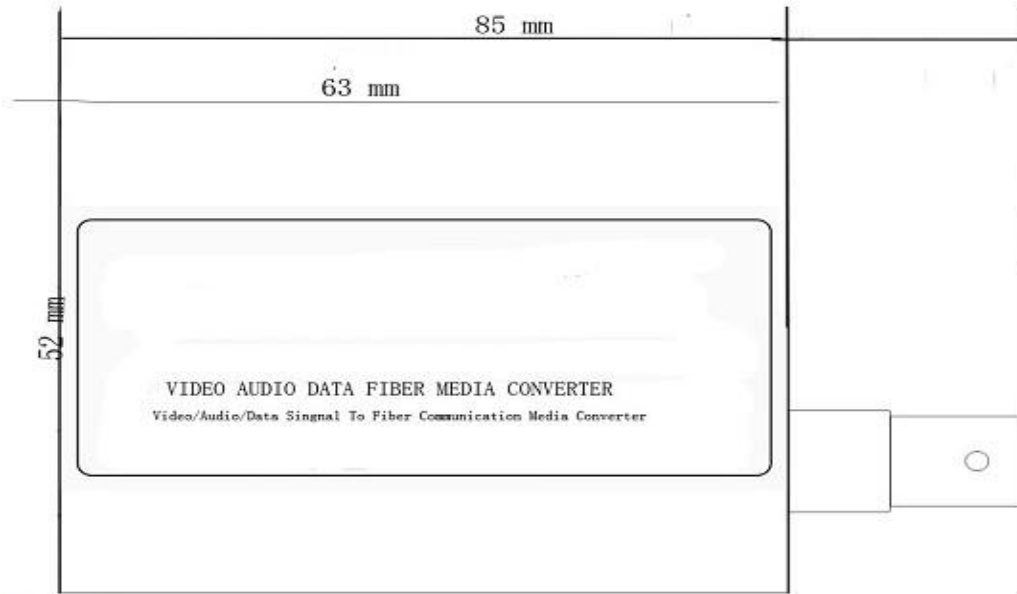 85 mm
63 mm
52 mm
VIDEO AUDIO DATA FIBER MEDIA CONVERTER
Video/Audio/Data Singnal To Fiber Communication Media Converter